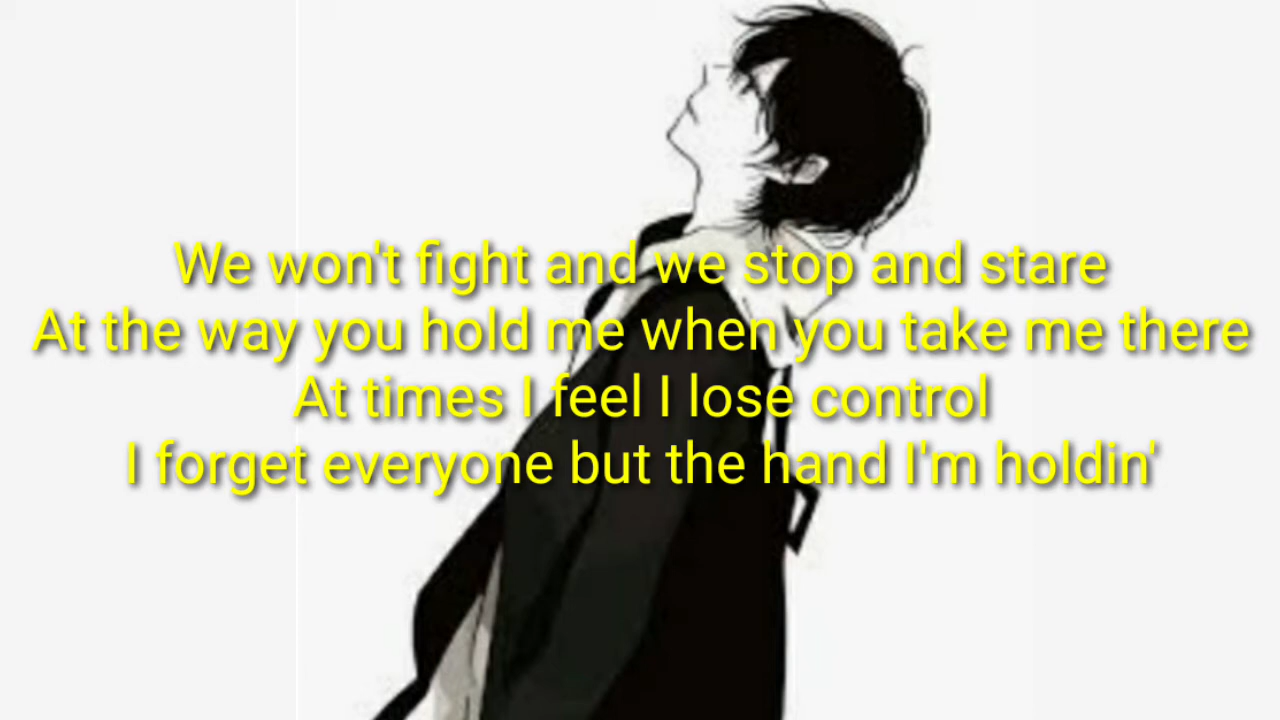 We won't fight and we stop and stare
At the way you hold me when you take me there
At times I feel I lose control
I forget everyone but the hand I'm holdin'